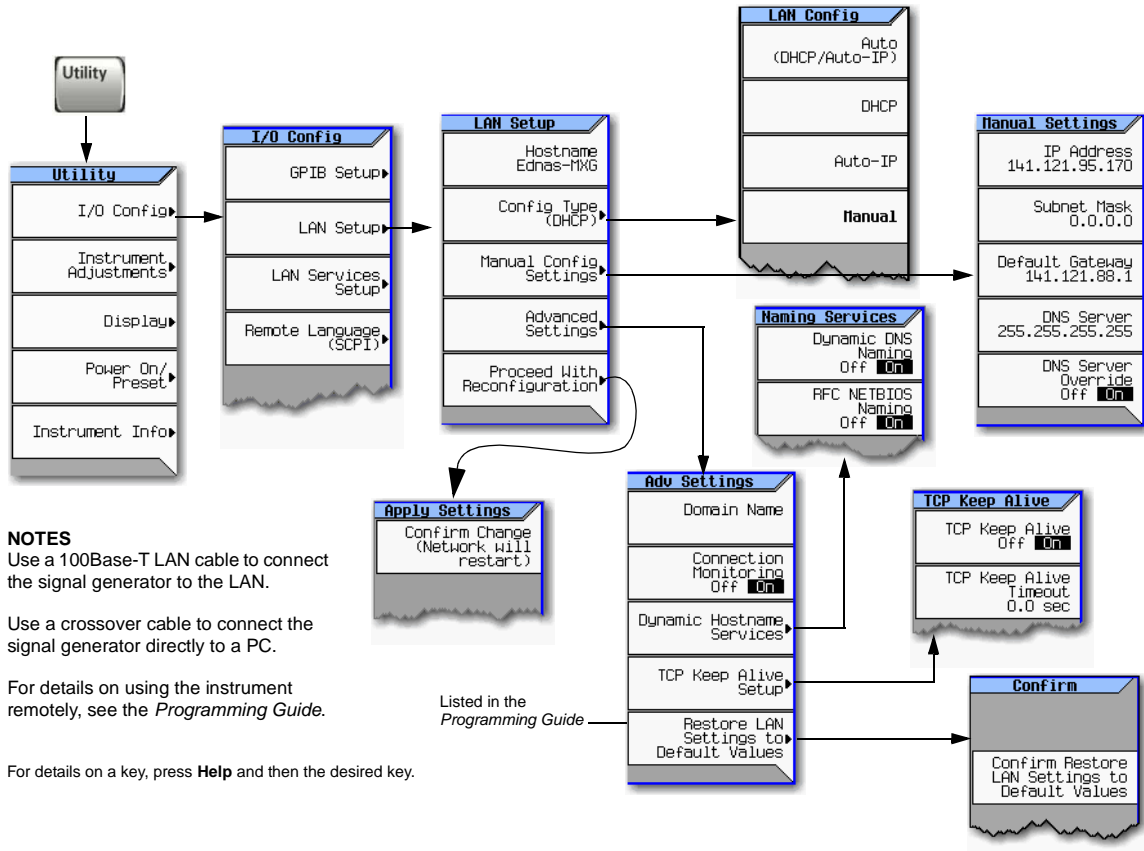 Utility
Utility
I/O Config
Instrument
Adjustments
Display
Power On/
Preset
Instrument Info
I/O Config
GPIB Setup
LAN Setup
LAN Services
Setup
Remote Language
(SCPI)
LAN Setup
Hostname
Ednas-MXG
Config Type
(DHCP)
Manual Config
Settings
Advanced
Settings
Proceed With
Reconfiguration
LAN Config
Auto
(DHCP/Auto-IP)
DHCP
Auto-IP
Manual
Manual Settings
IP Address
141.121.95.170
Subnet Mask
0.0.0.0
Default Gateway
141.121.88.1
DNS Server
255.255.255.255
DNS Server
Override
Off On
Naming Services
Dynamic DNS
Naming
Off On
RFC NETBIOS
Naming
Off On
Apply Settings
Confirm Change
(Network will
restart)
Adv Settings
Domain Name
Connection
Monitoring
Off On
Dynamic Hostname
Services
TCP Keep Alive
Setup
Restore LAN
Settings to
Default Values
TCP Keep Alive
TCP Keep Alive
Off On
TCP Keep Alive
Timeout
0.0 sec
Confirm
Confirm Restore
LAN Settings to
Default Values
Listed in the
Programming Guide
NOTES
Use a 100Base-T LAN cable to connect
the signal generator to the LAN.
Use a crossover cable to connect the
signal generator directly to a PC.
For details on using the instrument
remotely, see the Programming Guide.
For details on a key, press Help and then the desired key.